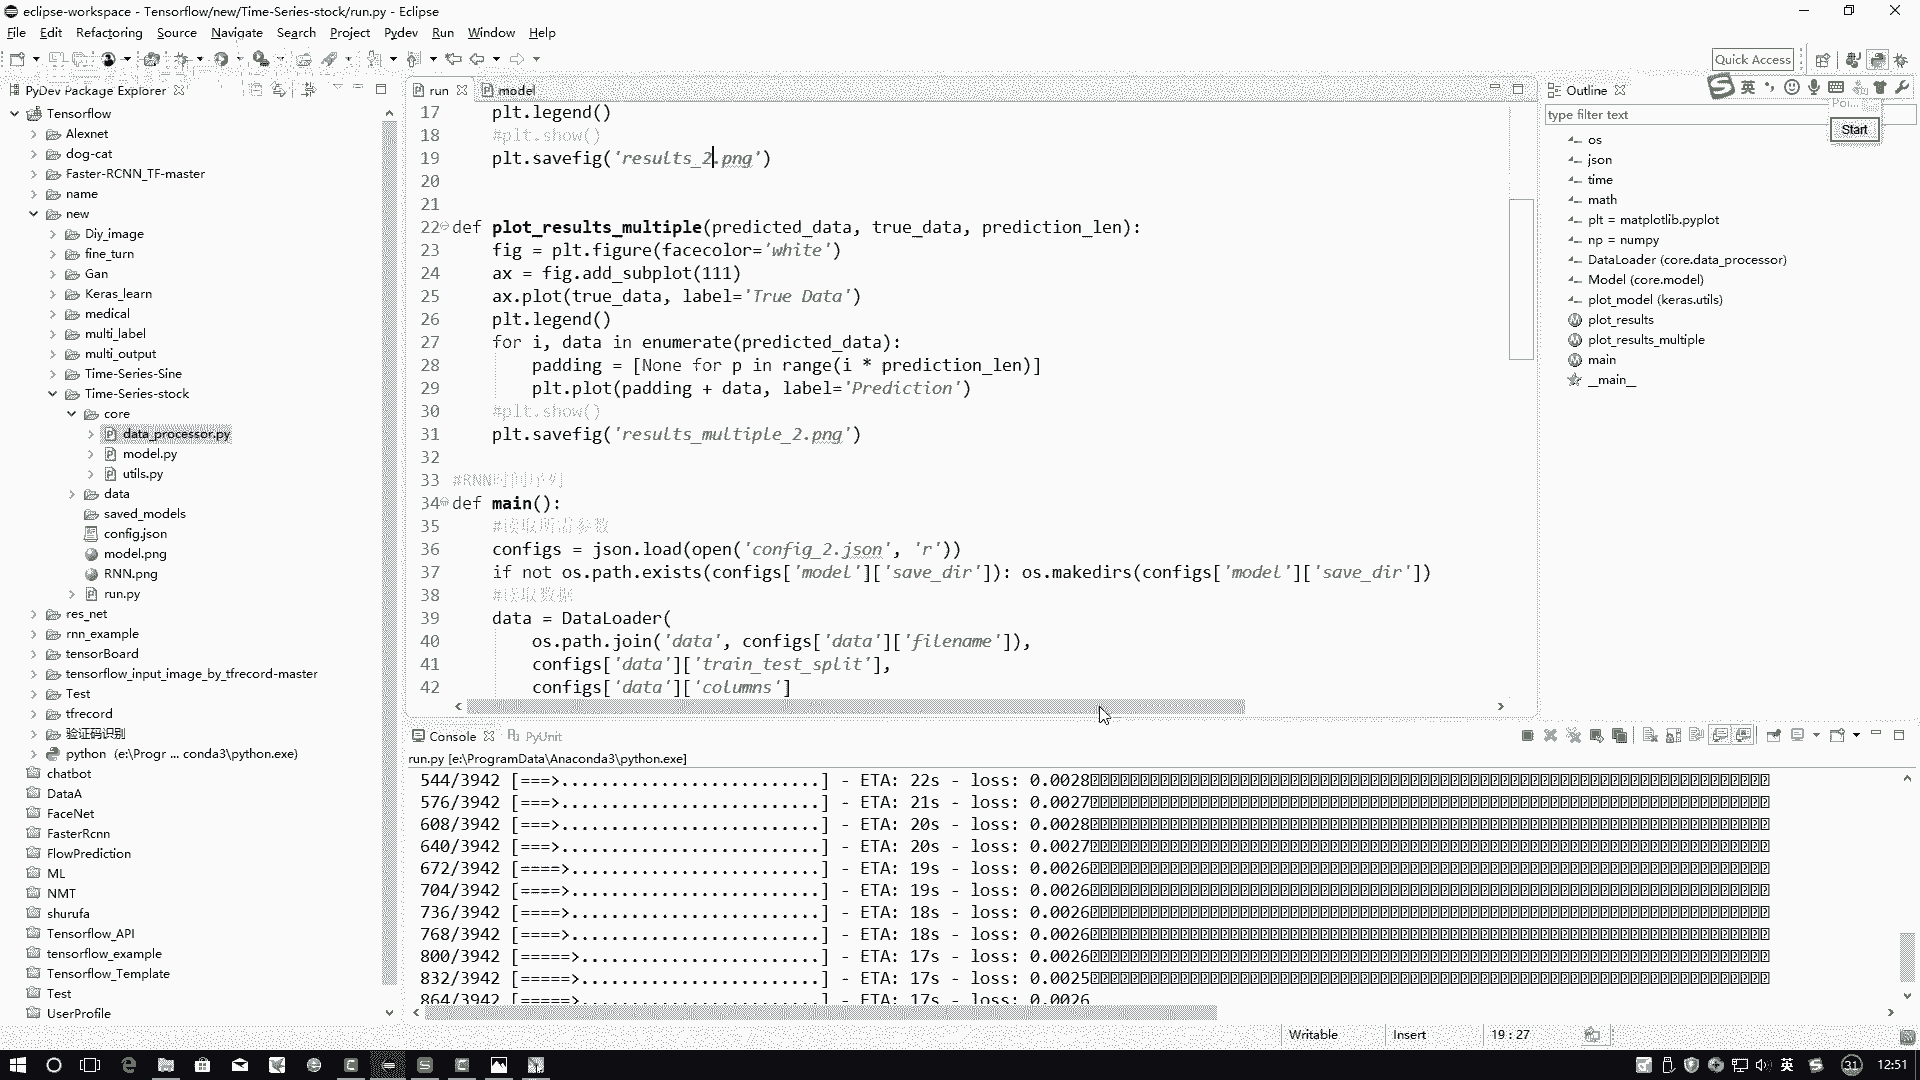 eclipse-workspace - Tensorflow/new/Time-Series-stock/run.py - Eclipse
File Edit Refactoring Source Navigate Search Project Pydev Run Window Help
Quick Access
PyDev Package Explorer
Tensorflow
Alexnet
dog-cat
Faster-RCNN_TF-master
name
new
Diy_image
fine_turn
Gan
Keras_learn
medical
multi_label
multi_output
Time-Series-Sine
Time-Series-stock
core
data_processor.py
model.py
utils.py
data
saved_models
config.json
model.png
RNN.png
run.py
res_net
rnn_example
tensorBoard
tensorflow_input_image_by_tfrecord-master
Test
tfrecord
验证码识别
python (e:\Progr ... conda3\python.exe)
chatbot
DataA
FaceNet
FasterRcnn
FlowPrediction
ML
NMT
shurufa
Tensorflow_API
tensorflow_example
Tensorflow_Template
Test
UserProfile
run model
17 plt.legend()
18 #plt.show()
19 plt.savefig('results_2.png')
20
21
22 def plot_results_multiple(predicted_data, true_data, prediction_len):
23 fig = plt.figure(facecolor='white')
24 ax = fig.add_subplot(111)
25 ax.plot(true_data, label='True Data')
26 plt.legend()
27 for i, data in enumerate(predicted_data):
28 padding = [None for p in range(i * prediction_len)]
29 plt.plot(padding + data, label='Prediction')
30 #plt.show()
31 plt.savefig('results_multiple_2.png')
32
33 #RNN时间序列
34 def main():
35 #读取所需参数
36 configs = json.load(open('config_2.json', 'r'))
37 if not os.path.exists(configs['model']['save_dir']): os.makedirs(configs['model']['save_dir'])
38 #读取数据
39 data = DataLoader(
40 os.path.join('data', configs['data']['filename']),
41 configs['data']['train_test_split'],
42 configs['data']['columns']
Outline
英
type filter text
Start
os
json
time
math
plt = matplotlib.pyplot
np = numpy
DataLoader (core.data_processor)
Model (core.model)
plot_model (keras.utils)
plot_results
plot_results_multiple
main
__main__
Console PyUnit
run.py [e:\ProgramData\Anaconda3\python.exe]
544/3942 [===>..........................] - ETA: 22s - loss: 0.0028
576/3942 [===>..........................] - ETA: 21s - loss: 0.0027
608/3942 [===>..........................] - ETA: 20s - loss: 0.0028
640/3942 [===>..........................] - ETA: 20s - loss: 0.0027
672/3942 [====>.........................] - ETA: 19s - loss: 0.0026
704/3942 [====>.........................] - ETA: 19s - loss: 0.0026
736/3942 [====>.........................] - ETA: 18s - loss: 0.0026
768/3942 [====>.........................] - ETA: 18s - loss: 0.0026
800/3942 [=====>........................] - ETA: 17s - loss: 0.0026
832/3942 [=====>........................] - ETA: 17s - loss: 0.0025
864/3942 [=====>........................] - ETA: 17s - loss: 0.0026
Writable Insert 19 : 27
英 31 12:51